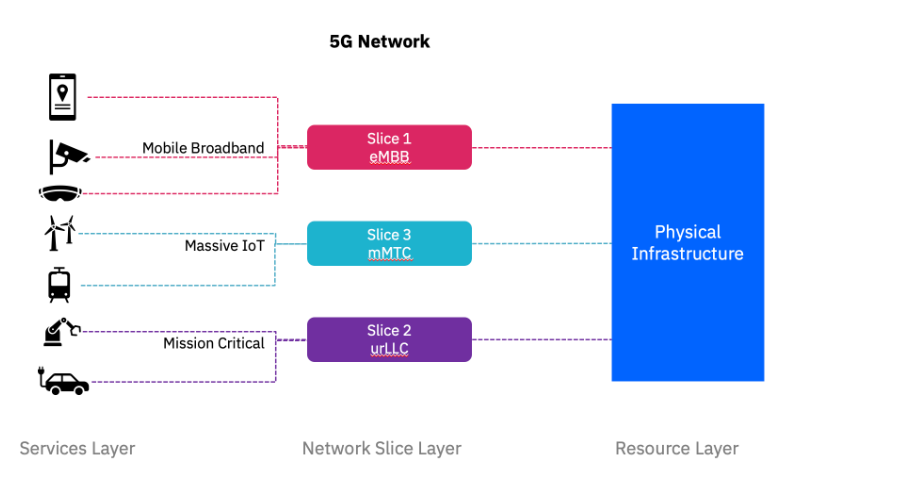 5G Network
Mobile Broadband
Slice 1
eMBB
Massive IoT
Slice 3
mMTC
Physical
Infrastructure
Mission Critical
Slice 2
urLLC
Services Layer
Network Slice Layer
Resource Layer